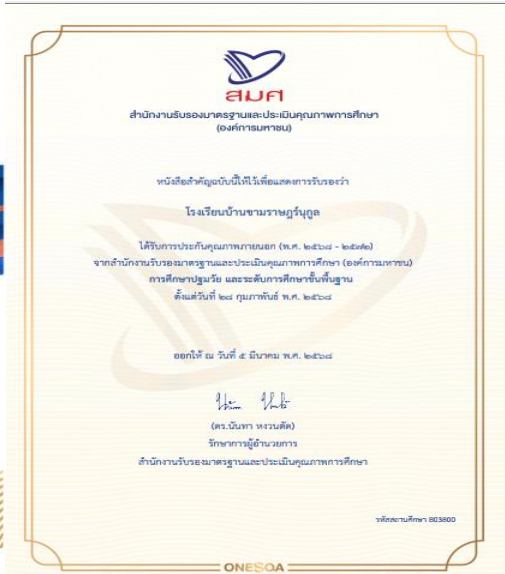 สมศ
สำนักงานรับรองมาตรฐานและประเมินคุณภาพการศึกษา
(องค์การมหาชน)
หนังสือสำคัญฉบับนี้ให้ไว้เพื่อแสดงการรับรองว่า
โรงเรียนบ้านขามราษฎร์นุกูล
ได้รับการประกันคุณภาพภายนอก (พ.ศ. ๒๕๖๘ - ๒๕๗๒)
จากสำนักงานรับรองมาตรฐานและประเมินคุณภาพการศึกษา (องค์การมหาชน)
การศึกษาปฐมวัย และระดับการศึกษาขั้นพื้นฐาน
ตั้งแต่วันที่ ๒๘ กุมภาพันธ์ พ.ศ. ๒๕๖๘
ออกให้ ณ วันที่ ๕ มีนาคม พ.ศ. ๒๕๖๘
(ดร.นันทา หงวนตัด)
รักษาการผู้อำนวยการ
สำนักงานรับรองมาตรฐานและประเมินคุณภาพการศึกษา
รหัสสถานศึกษา 803800
ONESQA